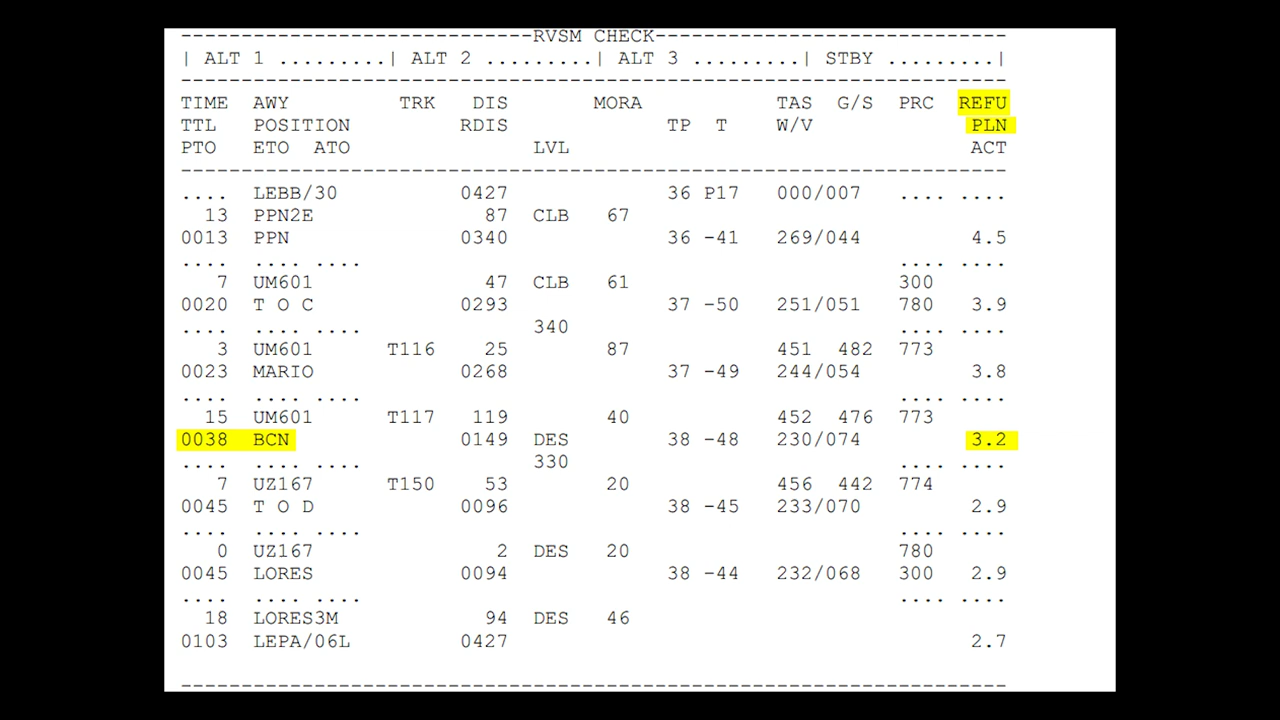 -----------------------------RVSM CHECK-----------------------------
| ALT 1 .........| ALT 2 .........| ALT 3 .........| STBY .........|
--------------------------------------------------------------------
TIME AWY TRK DIS MORA TAS G/S PRC REFU
TTL POSITION RDIS TP T W/V PLN
PTO ETO ATO LVL ACT
--------------------------------------------------------------------
.... LEBB/30 0427 36 P17 000/007 .... ....
13 PPN2E 87 CLB 67
0013 PPN 0340 36 -41 269/044 4.5
.... .... .... .... ....
7 UM601 47 CLB 61 300
0020 T O C 0293 37 -50 251/051 780 3.9
.... .... .... 340 .... ....
3 UM601 T116 25 87 451 482 773
0023 MARIO 0268 37 -49 244/054 3.8
.... .... .... .... ....
15 UM601 T117 119 40 452 476 773
0038 BCN 0149 DES 38 -48 230/074 3.2
.... .... .... 330 .... ....
7 UZ167 T150 53 20 456 442 774
0045 T O D 0096 38 -45 233/070 2.9
.... .... .... .... ....
0 UZ167 2 DES 20 780
0045 LORES 0094 38 -44 232/068 300 2.9
.... .... .... .... ....
18 LORES3M 94 DES 46
0103 LEPA/06L 0427 2.7
--------------------------------------------------------------------